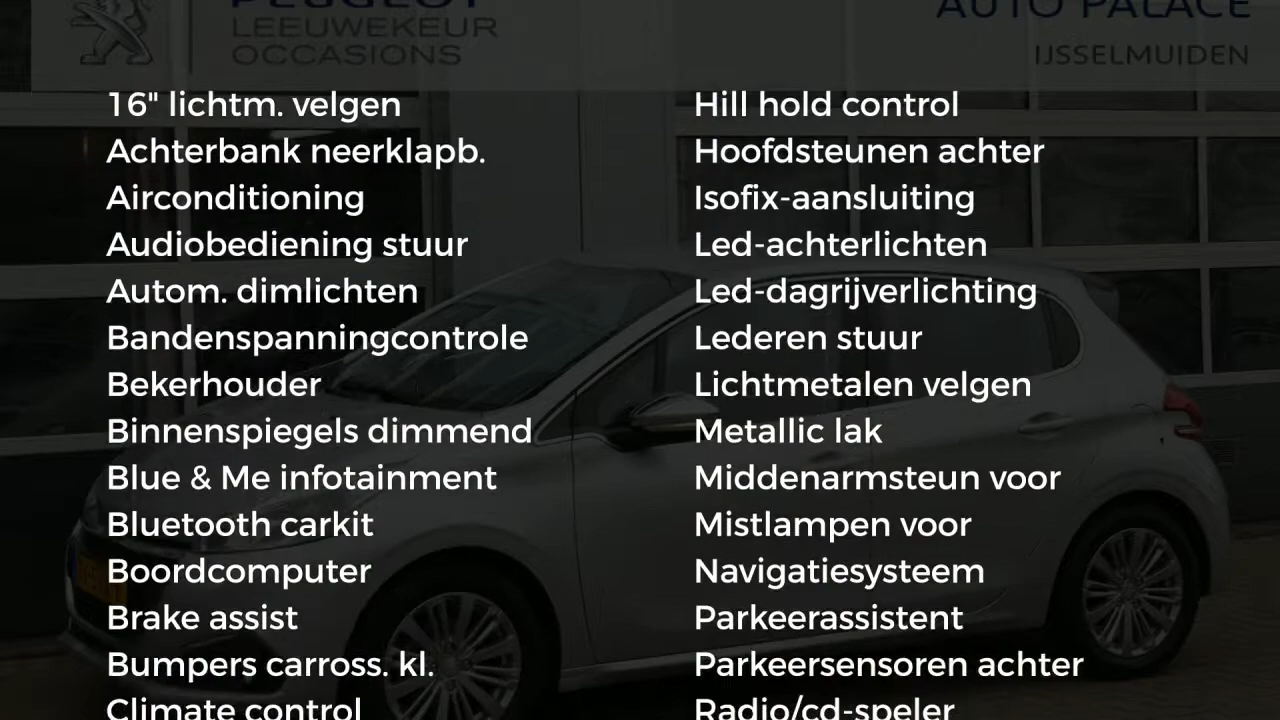 PEUGEOT
LEEUWEKEUR
OCCASIONS
AUTO PALACE
IJSSELMUIDEN
16" lichtm. velgen
Achterbank neerklapb.
Airconditioning
Audiobediening stuur
Autom. dimlichten
Bandenspanningcontrole
Bekerhouder
Binnenspiegels dimmend
Blue & Me infotainment
Bluetooth carkit
Boordcomputer
Brake assist
Bumpers carross. kl.
Climate control
Hill hold control
Hoofdsteunen achter
Isofix-aansluiting
Led-achterlichten
Led-dagrijverlichting
Lederen stuur
Lichtmetalen velgen
Metallic lak
Middenarmsteun voor
Mistlampen voor
Navigatiesysteem
Parkeerassistent
Parkeersensoren achter
Radio/cd-speler